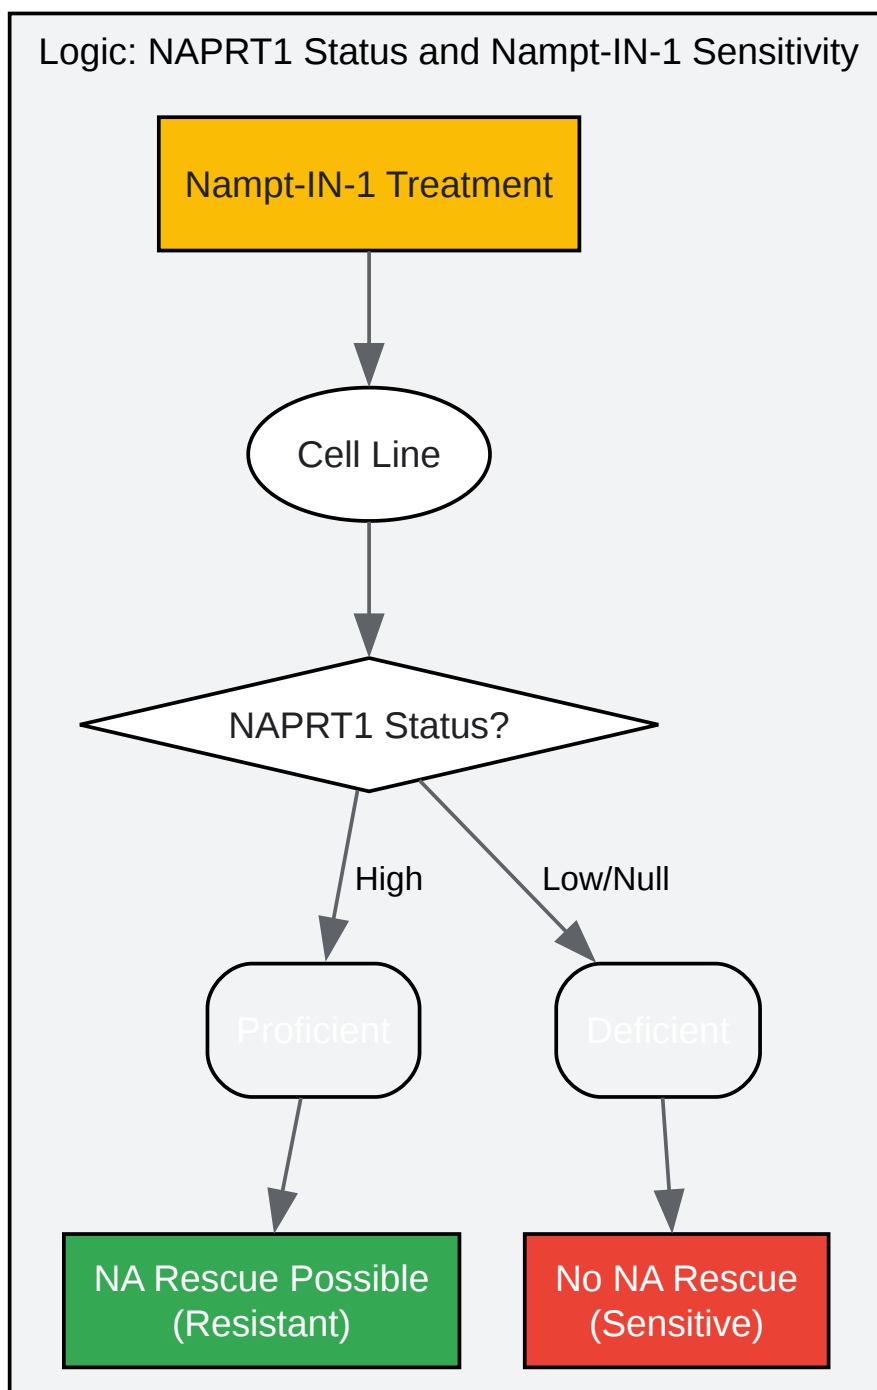 Logic: NAPRT1 Status and Nampt-IN-1 Sensitivity
Nampt-IN-1 Treatment
Cell Line
NAPRT1 Status?
High
Low/Null
Proficient
Deficient
NA Rescue Possible
(Resistant)
No NA Rescue
(Sensitive)